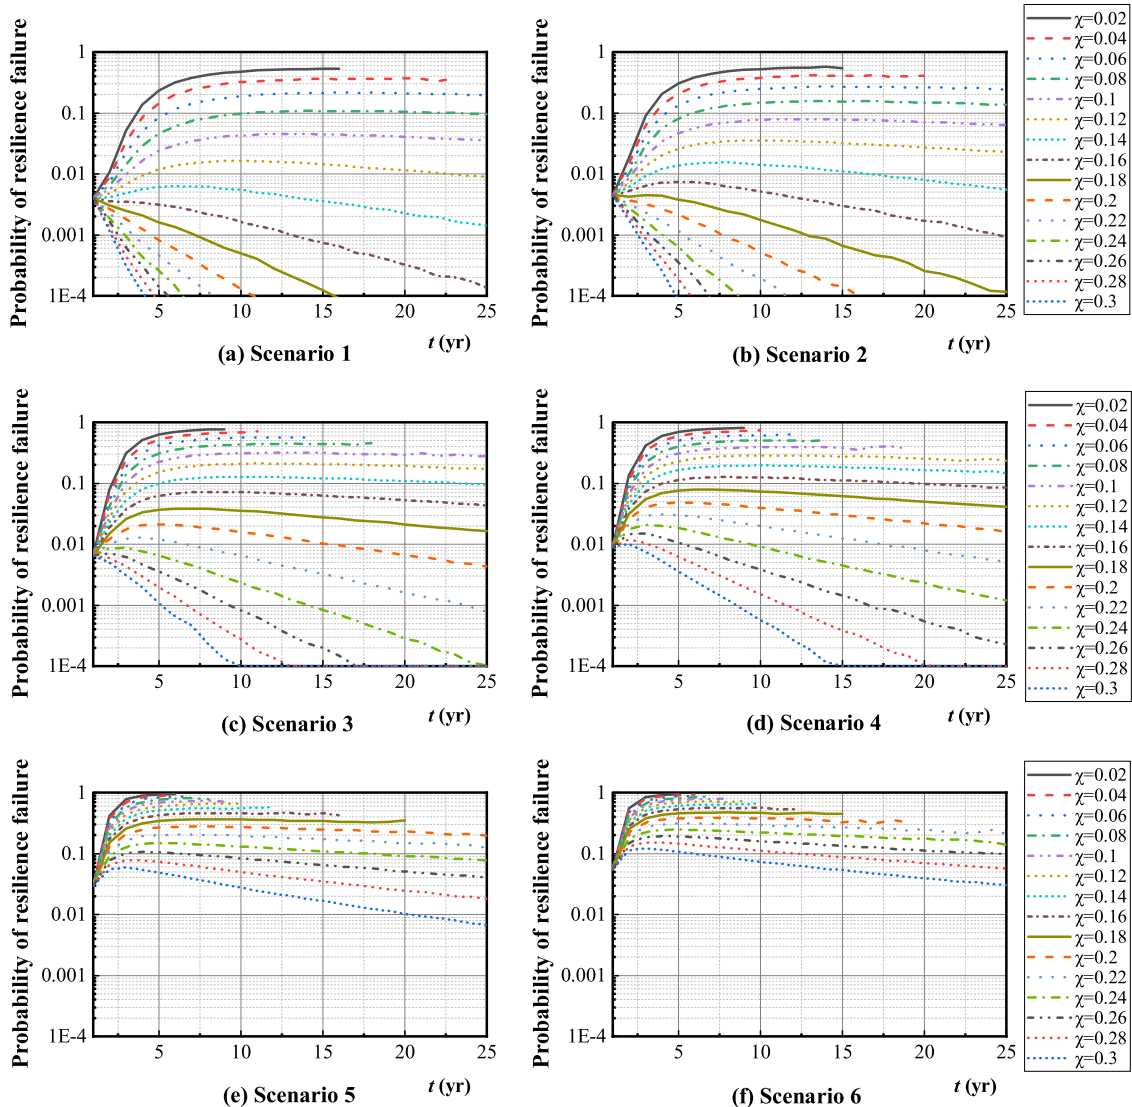 Probability of resilience failure
1
0.1
0.01
0.001
1E-4
5
10
15
20
25
t (yr)
(a) Scenario 1
Probability of resilience failure
1
0.1
0.01
0.001
1E-4
5
10
15
20
25
t (yr)
(b) Scenario 2
χ=0.02
χ=0.04
χ=0.06
χ=0.08
χ=0.1
χ=0.12
χ=0.14
χ=0.16
χ=0.18
χ=0.2
χ=0.22
χ=0.24
χ=0.26
χ=0.28
χ=0.3
Probability of resilience failure
1
0.1
0.01
0.001
1E-4
5
10
15
20
25
t (yr)
(c) Scenario 3
Probability of resilience failure
1
0.1
0.01
0.001
1E-4
5
10
15
20
25
t (yr)
(d) Scenario 4
χ=0.02
χ=0.04
χ=0.06
χ=0.08
χ=0.1
χ=0.12
χ=0.14
χ=0.16
χ=0.18
χ=0.2
χ=0.22
χ=0.24
χ=0.26
χ=0.28
χ=0.3
Probability of resilience failure
1
0.1
0.01
0.001
1E-4
5
10
15
20
25
t (yr)
(e) Scenario 5
Probability of resilience failure
1
0.1
0.01
0.001
1E-4
5
10
15
20
25
t (yr)
(f) Scenario 6
χ=0.02
χ=0.04
χ=0.06
χ=0.08
χ=0.1
χ=0.12
χ=0.14
χ=0.16
χ=0.18
χ=0.2
χ=0.22
χ=0.24
χ=0.26
χ=0.28
χ=0.3